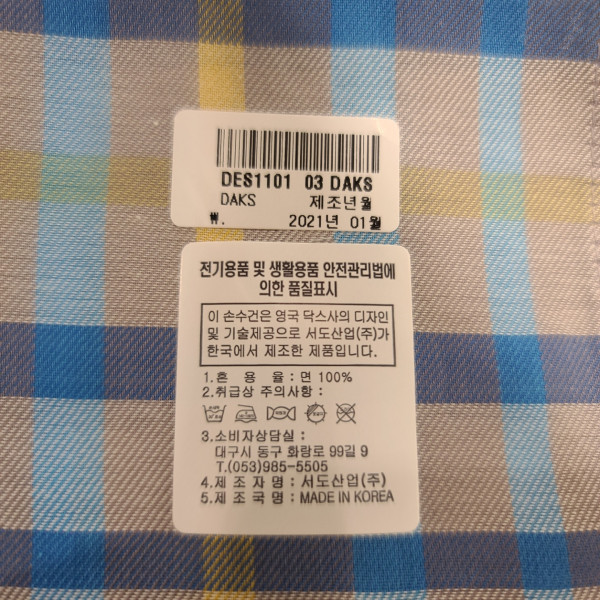 DES1101 03 DAKS
DAKS 제조년월
₩. 2021년 01월
전기용품 및 생활용품 안전관리법에
의한 품질표시
이 손수건은 영국 닥스사의 디자인
및 기술제공으로 서도산업(주)가
한국에서 제조한 제품입니다.
1.혼 용 율 : 면 100%
2.취급상 주의사항 :
3.소비자상담실 :
대구시 동구 화랑로 99길 9
T.(053)985-5505
4.제 조 자 명 : 서도산업(주)
5.제 조 국 명 : MADE IN KOREA